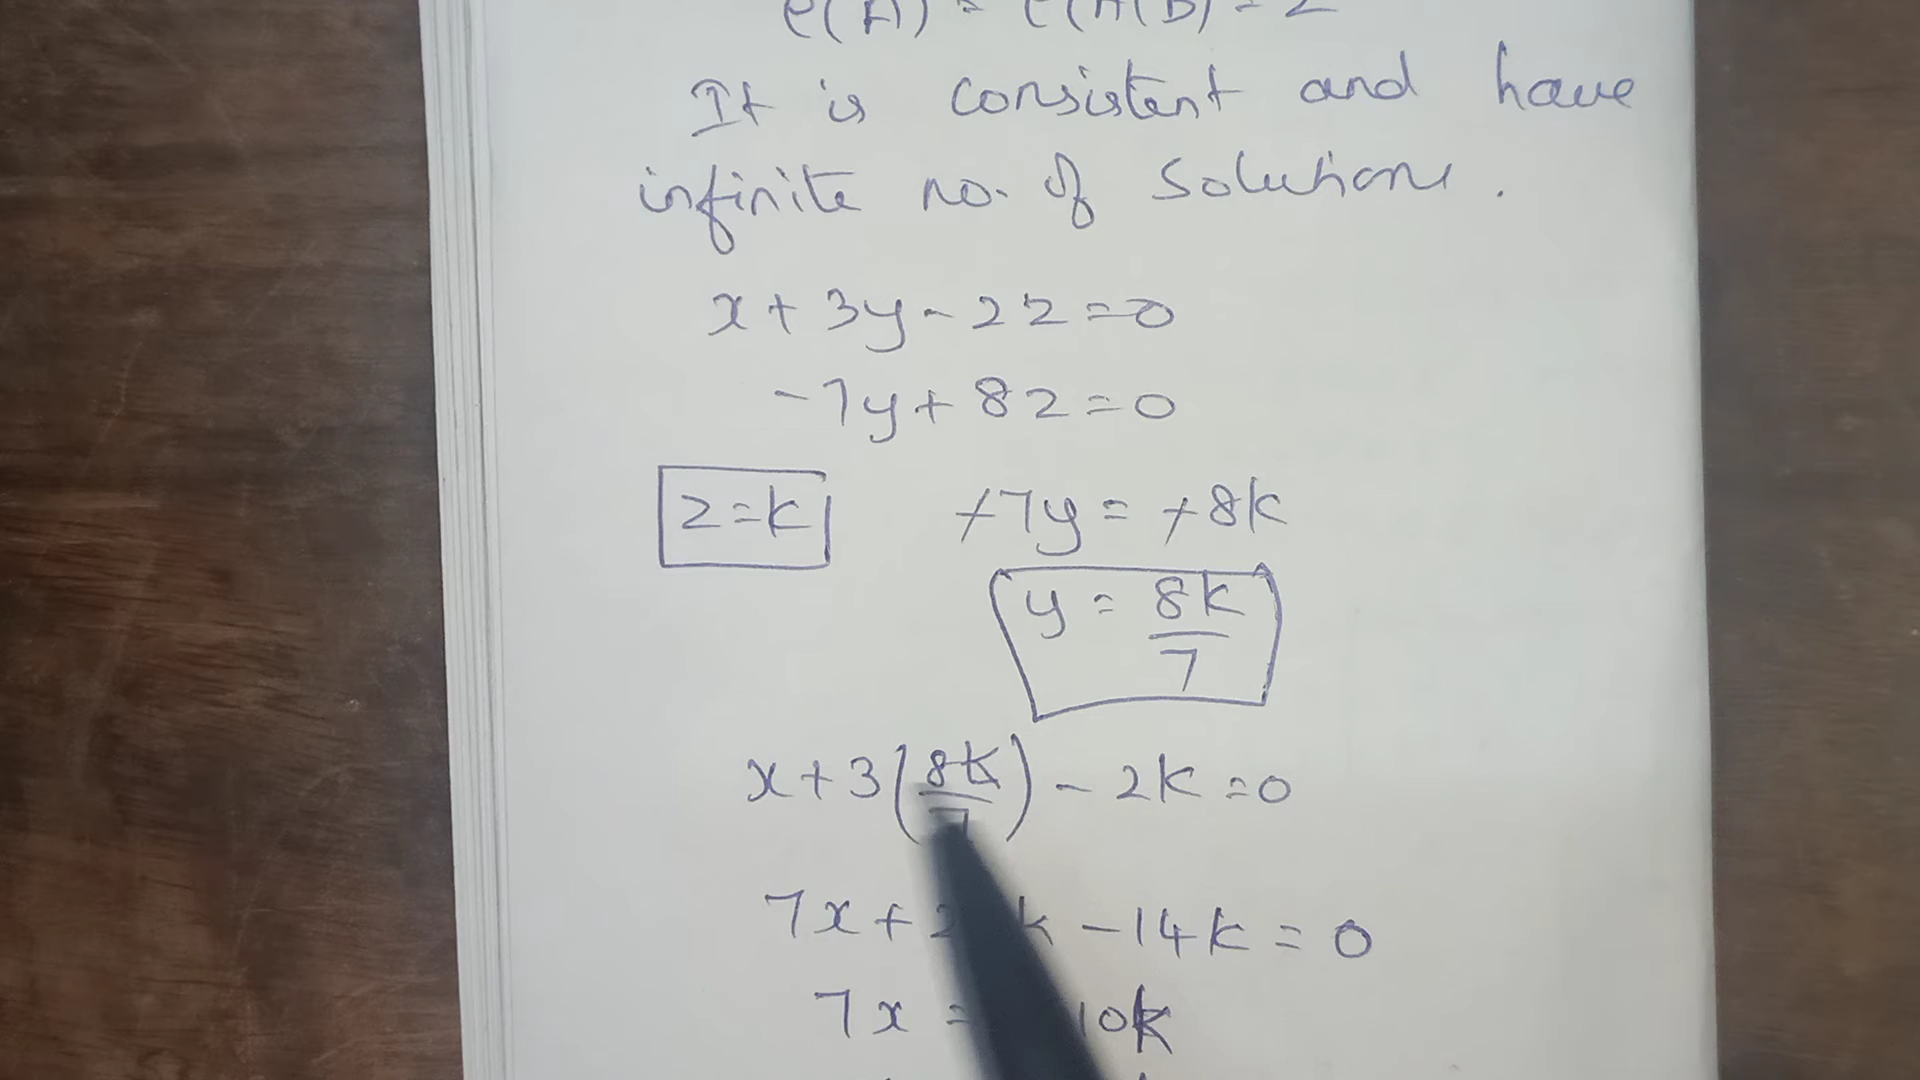 It is consistent and have
infinite no. of solutions.
x + 3y - 2z = 0
-7y + 8z = 0
z = k +7y = +8k
y = 8k/7
x + 3(8k/7) - 2k = 0
7x + k - 14k = 0
7x = 10k